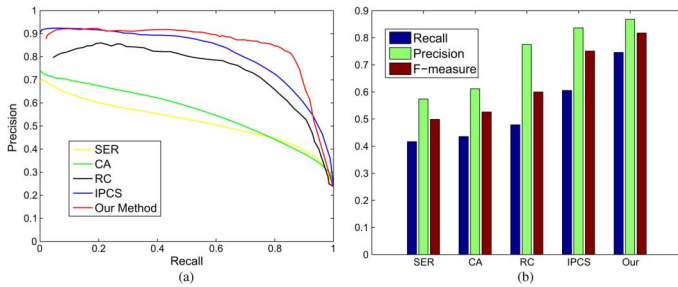 1
0.9
0.8
0.7
0.6
0.5
0.4
0.3
0.2
0.1
0
Precision
SER
CA
RC
IPCS
Our Method
0 0.2 0.4 0.6 0.8 1
Recall
(a)
0.9
0.8
0.7
0.6
0.5
0.4
0.3
0.2
0.1
0
Recall
Precision
F-measure
SER CA RC IPCS Our
(b)